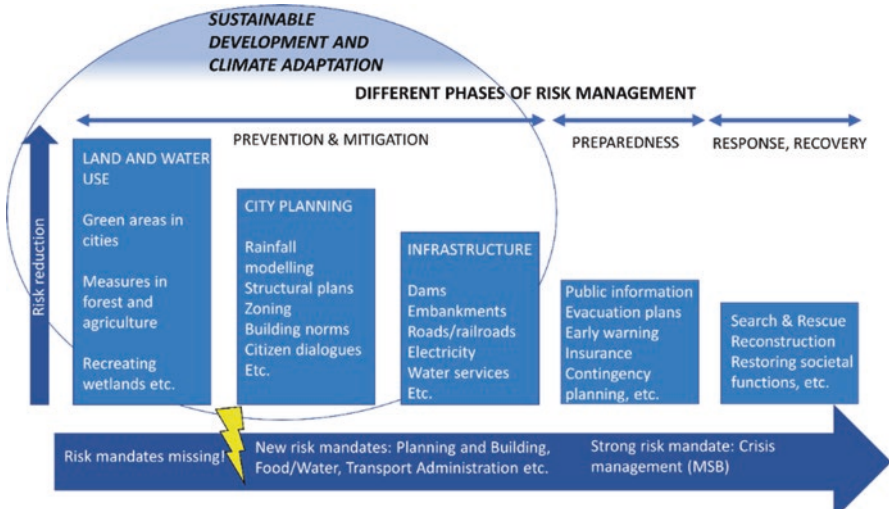 SUSTAINABLE
DEVELOPMENT AND
CLIMATE ADAPTATION
DIFFERENT PHASES OF RISK MANAGEMENT
PREVENTION & MITIGATION
PREPAREDNESS
RESPONSE, RECOVERY
Risk reduction
LAND AND WATER
USE
Green areas in
cities
Measures in
forest and
agriculture
Recreating
wetlands etc.
CITY PLANNING
Rainfall
modelling
Structural plans
Zoning
Building norms
Citizen dialogues
Etc.
INFRASTRUCTURE
Dams
Embankments
Roads/railroads
Electricity
Water services
Etc.
Public information
Evacuation plans
Early warning
Insurance
Contingency
planning, etc.
Search & Rescue
Reconstruction
Restoring societal
functions, etc.
Risk mandates missing!
New risk mandates: Planning and Building,
Food/Water, Transport Administration etc.
Strong risk mandate: Crisis
management (MSB)